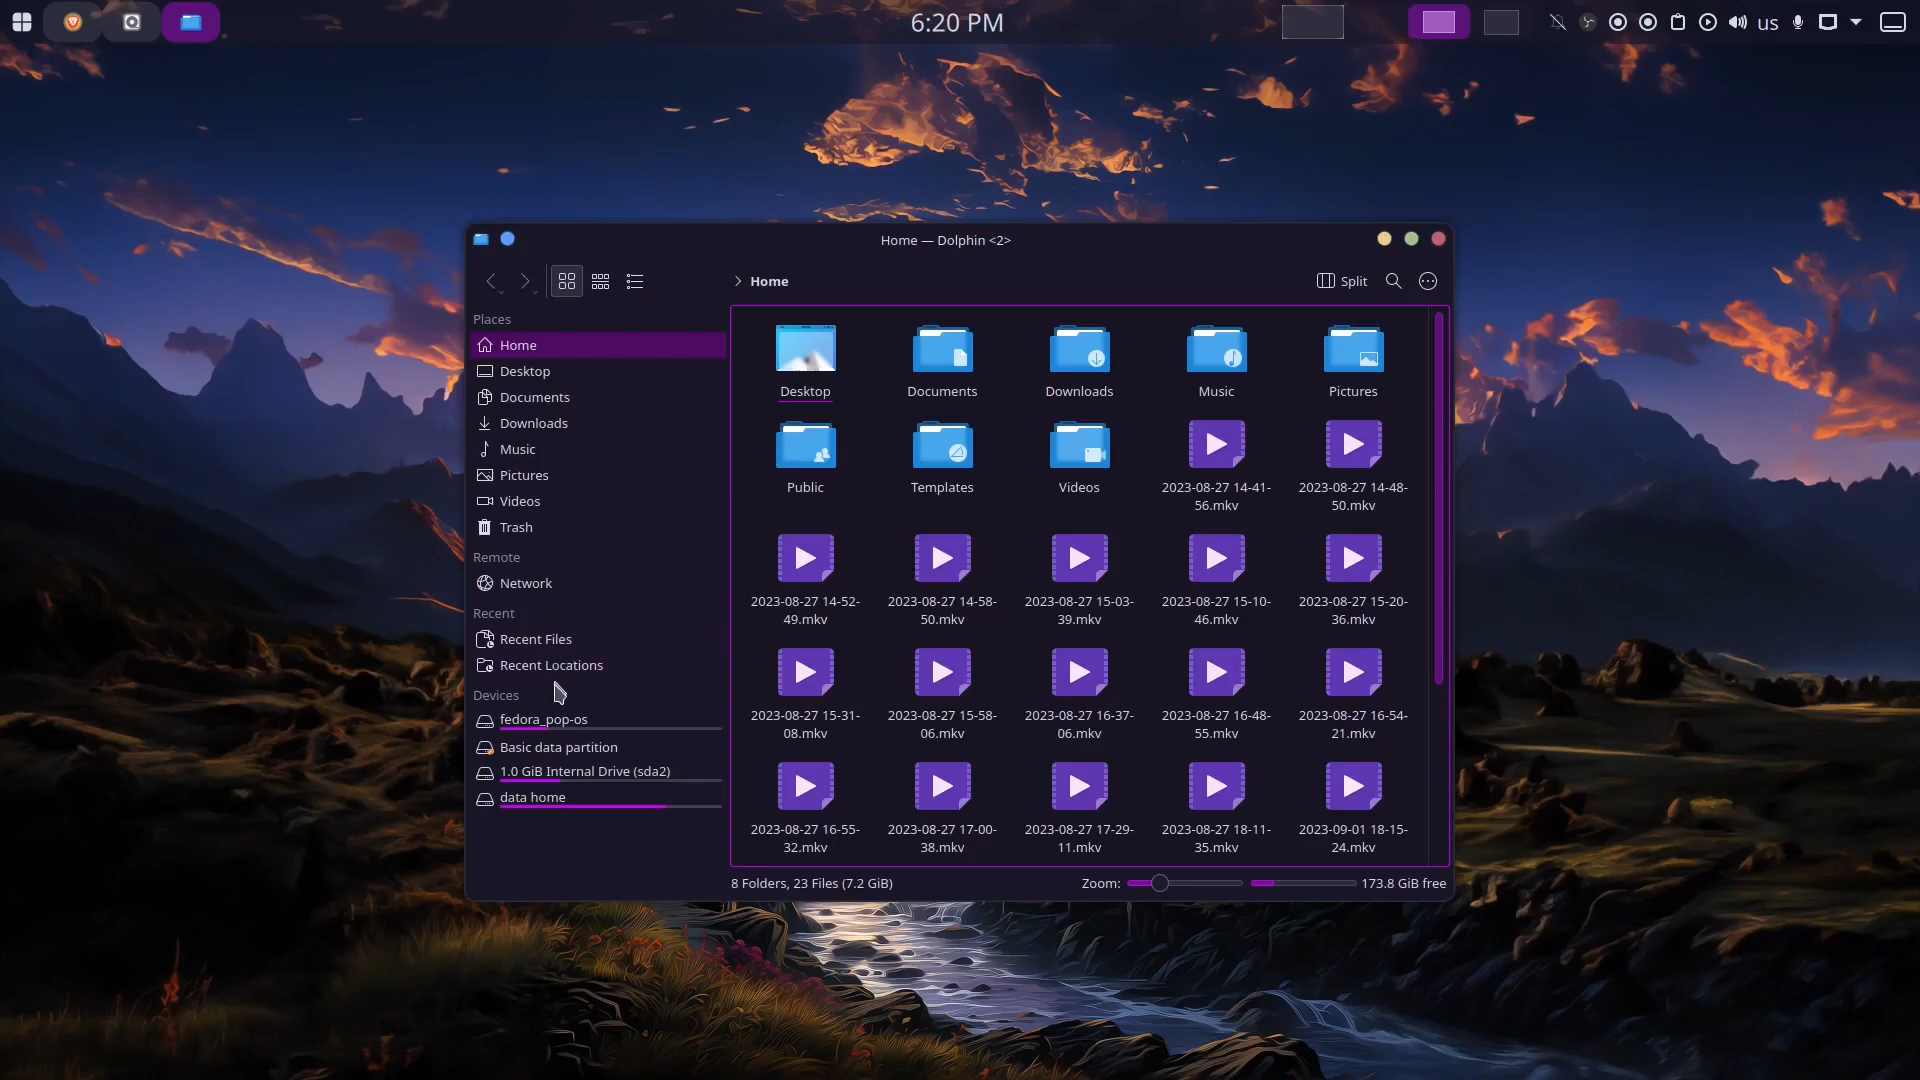 6:20 PM
us
Home — Dolphin <2>
Home
Split
Places
Home
Desktop
Documents
Downloads
Music
Pictures
Videos
Trash
Remote
Network
Recent
Recent Files
Recent Locations
Devices
fedora_pop-os
Basic data partition
1.0 GiB Internal Drive (sda2)
data home
Desktop
Documents
Downloads
Music
Pictures
Public
Templates
Videos
2023-08-27 14-41-
56.mkv
2023-08-27 14-48-
50.mkv
2023-08-27 14-52-
49.mkv
2023-08-27 14-58-
50.mkv
2023-08-27 15-03-
39.mkv
2023-08-27 15-10-
46.mkv
2023-08-27 15-20-
36.mkv
2023-08-27 15-31-
08.mkv
2023-08-27 15-58-
06.mkv
2023-08-27 16-37-
06.mkv
2023-08-27 16-48-
55.mkv
2023-08-27 16-54-
21.mkv
2023-08-27 16-55-
32.mkv
2023-08-27 17-00-
38.mkv
2023-08-27 17-29-
11.mkv
2023-08-27 18-11-
35.mkv
2023-09-01 18-15-
24.mkv
8 Folders, 23 Files (7.2 GiB)
Zoom:
173.8 GiB free